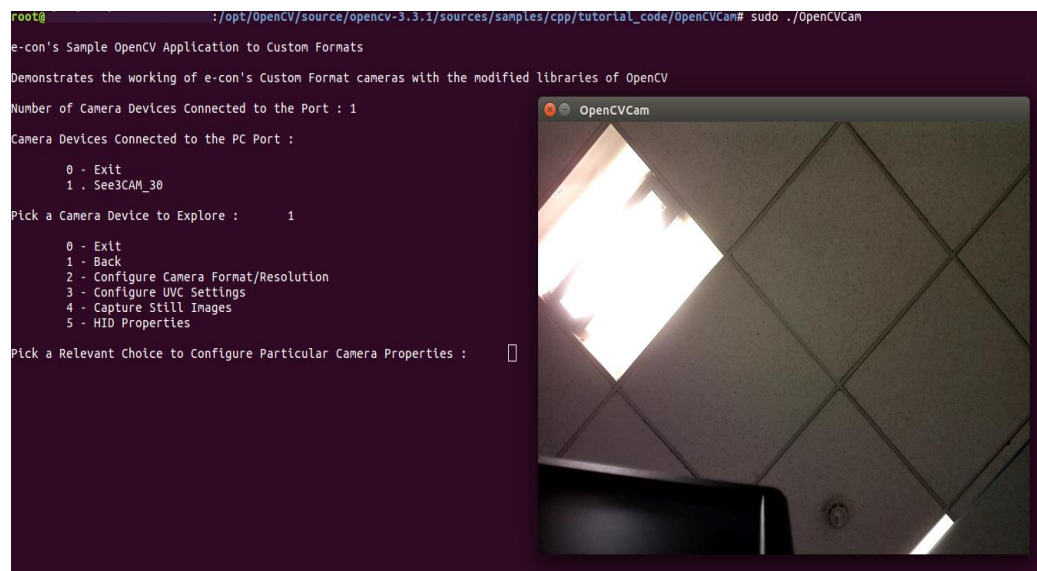 root@ :/opt/OpenCV/source/opencv-3.3.1/sources/samples/cpp/tutorial_code/OpenCVCam# sudo ./OpenCVCam
e-con's Sample OpenCV Application to Custom Formats
Demonstrates the working of e-con's Custom Format cameras with the modified libraries of OpenCV
Number of Camera Devices Connected to the Port : 1
Camera Devices Connected to the PC Port :
0 - Exit
1 . See3CAM_30
Pick a Camera Device to Explore : 1
0 - Exit
1 - Back
2 - Configure Camera Format/Resolution
3 - Configure UVC Settings
4 - Capture Still Images
5 - HID Properties
Pick a Relevant Choice to Configure Particular Camera Properties :
OpenCVCam